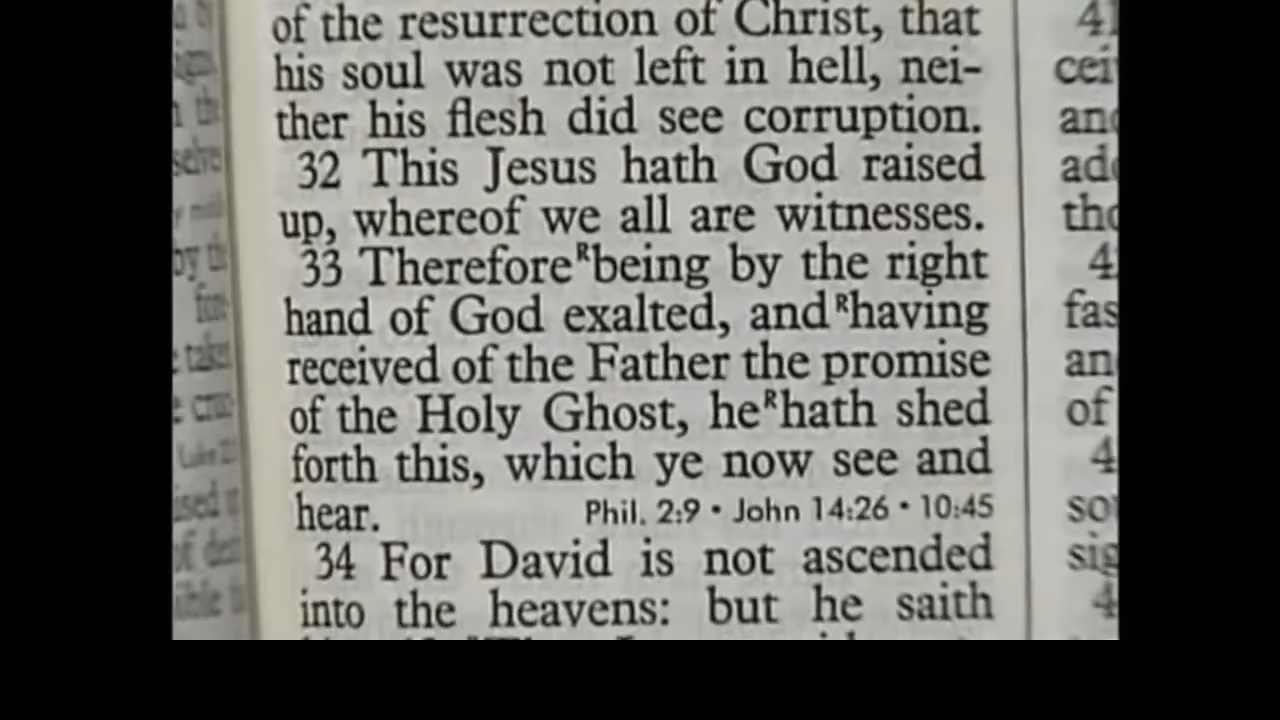 of the resurrection of Christ, that
his soul was not left in hell, nei-
ther his flesh did see corruption.
32 This Jesus hath God raised
up, whereof we all are witnesses.
33 Therefore ᴿbeing by the right
hand of God exalted, and ᴿhaving
received of the Father the promise
of the Holy Ghost, he ᴿhath shed
forth this, which ye now see and
hear. Phil. 2:9 • John 14:26 • 10:45
34 For David is not ascended
into the heavens: but he saith